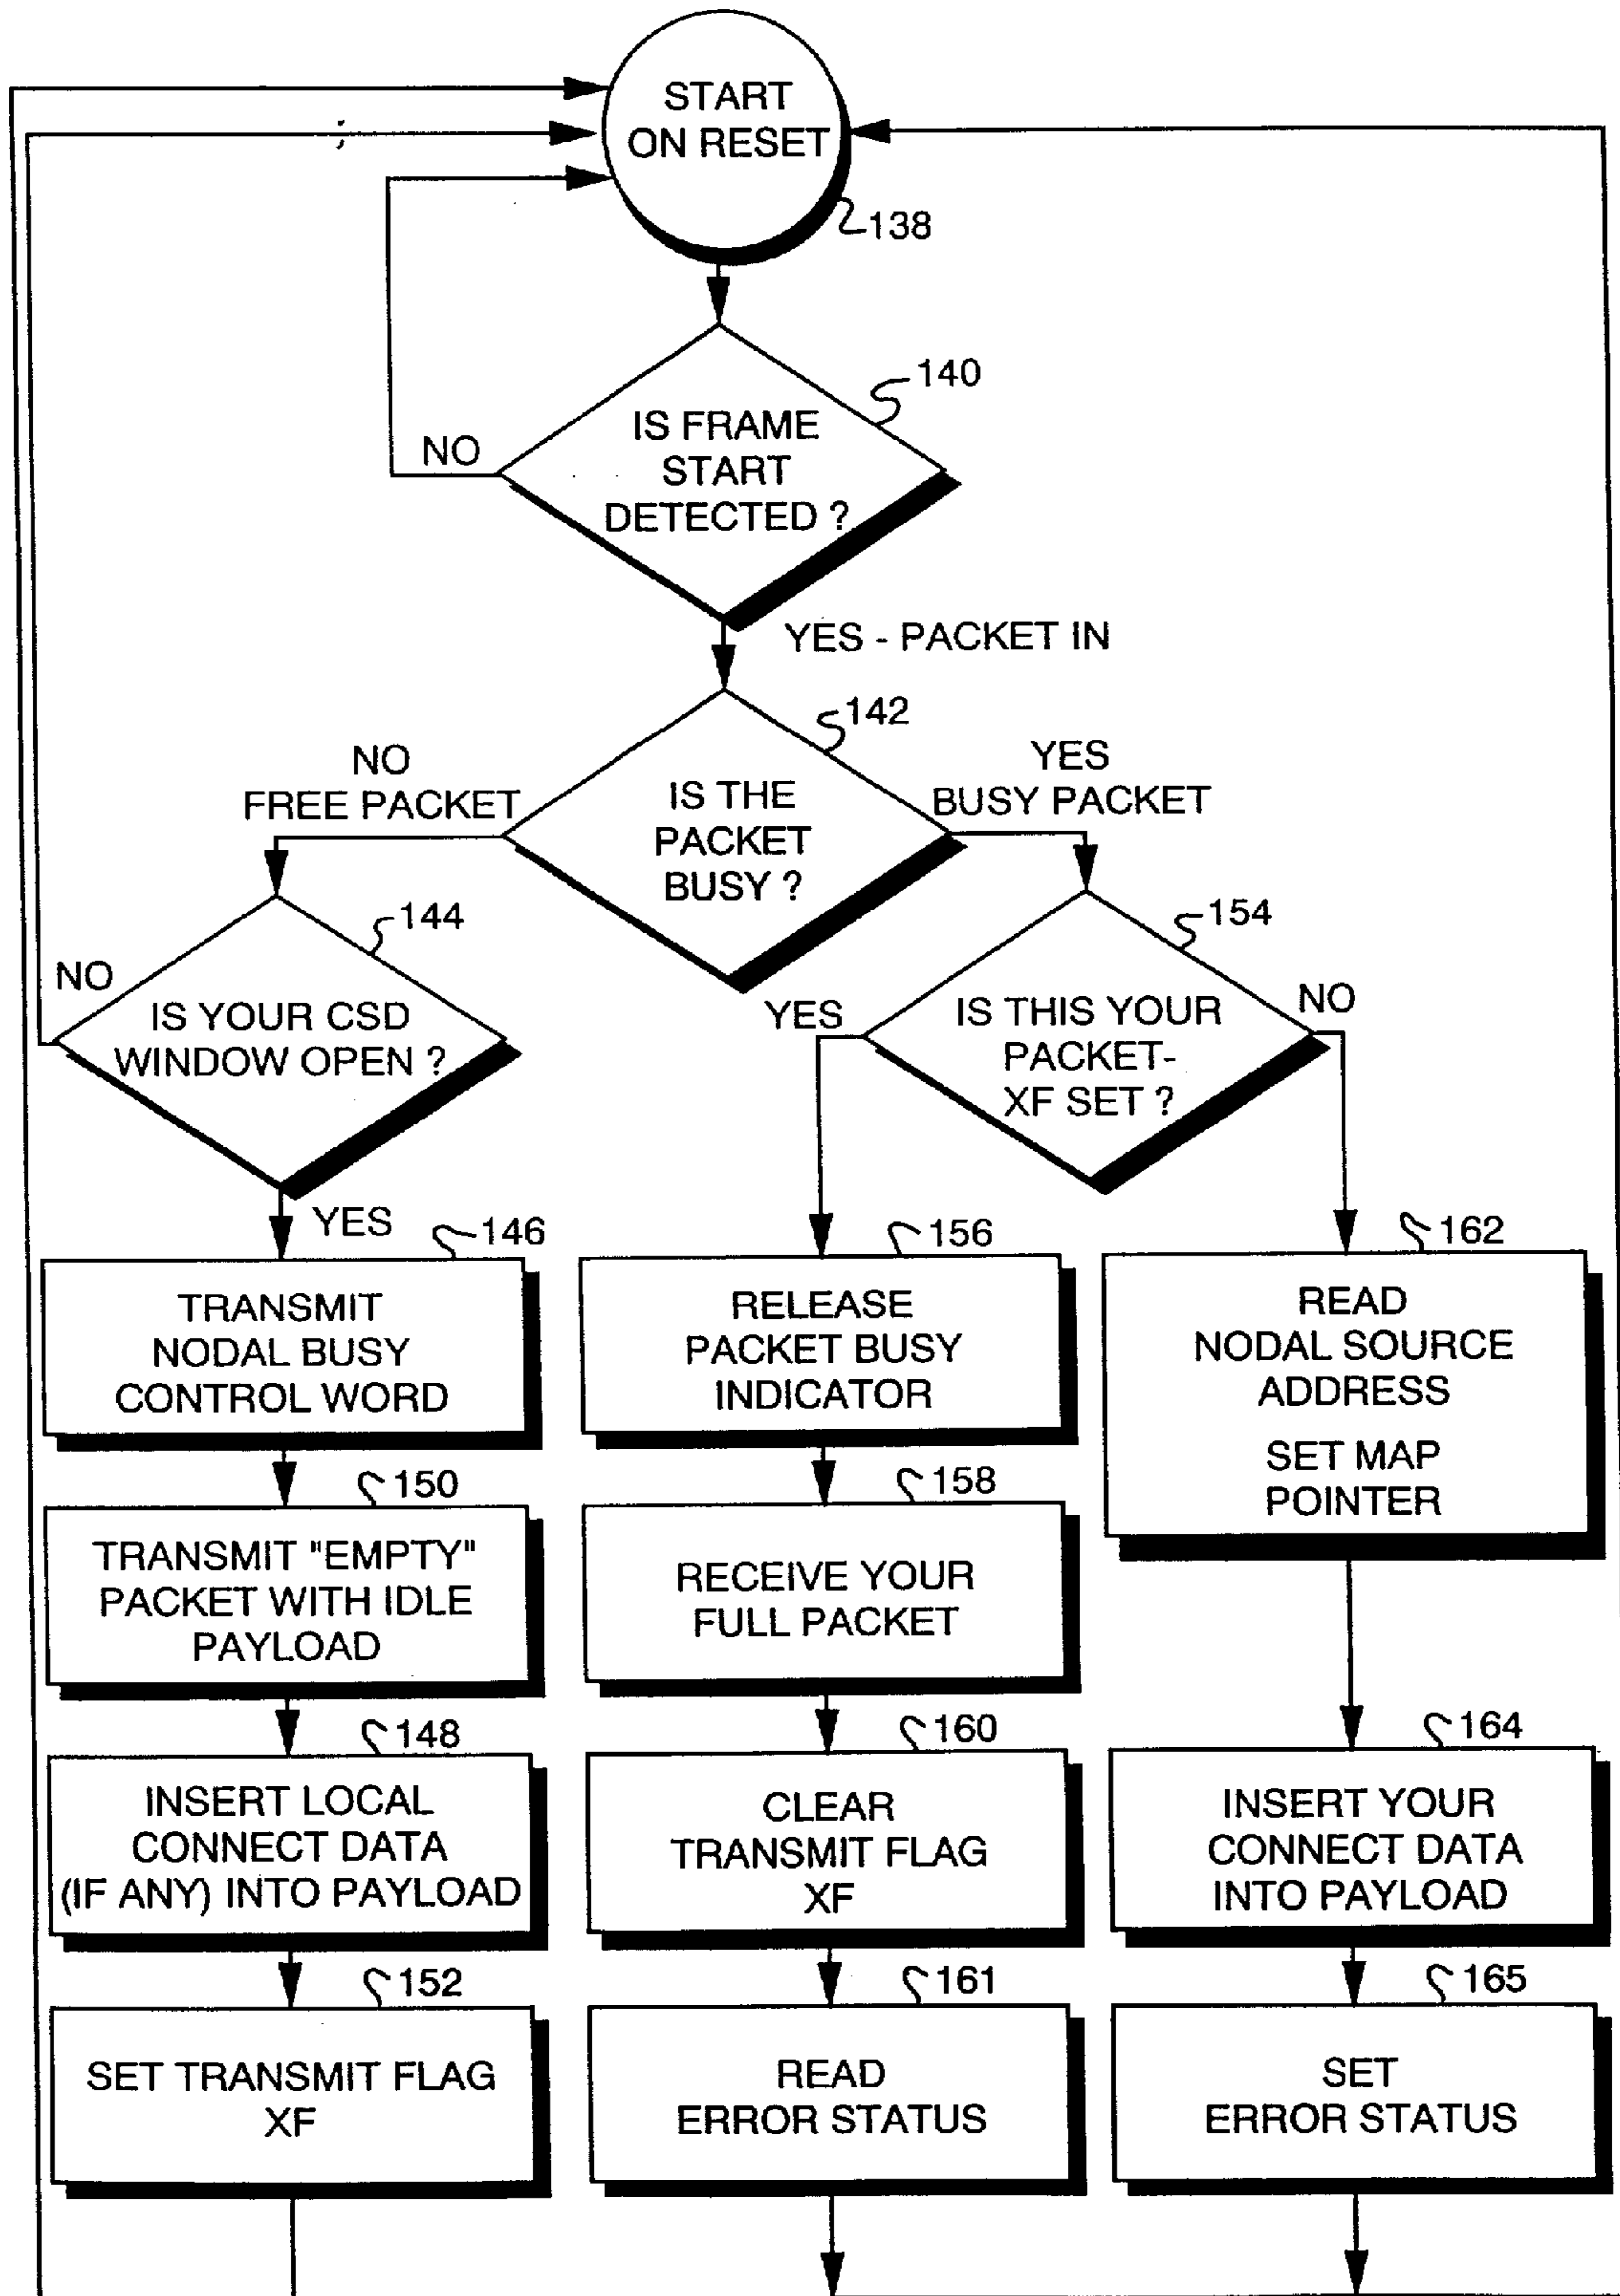 START
ON RESET
138
140
IS FRAME
START
DETECTED ?
NO
YES - PACKET IN
142
NO
FREE PACKET
YES
BUSY PACKET
IS THE
PACKET
BUSY ?
144
NO
IS YOUR CSD
WINDOW OPEN ?
YES
154
YES
NO
IS THIS YOUR
PACKET-
XF SET ?
146
TRANSMIT
NODAL BUSY
CONTROL WORD
150
TRANSMIT "EMPTY"
PACKET WITH IDLE
PAYLOAD
148
INSERT LOCAL
CONNECT DATA
(IF ANY) INTO PAYLOAD
152
SET TRANSMIT FLAG
XF
156
RELEASE
PACKET BUSY
INDICATOR
158
RECEIVE YOUR
FULL PACKET
160
CLEAR
TRANSMIT FLAG
XF
161
READ
ERROR STATUS
162
READ
NODAL SOURCE
ADDRESS
SET MAP
POINTER
164
INSERT YOUR
CONNECT DATA
INTO PAYLOAD
165
SET
ERROR STATUS